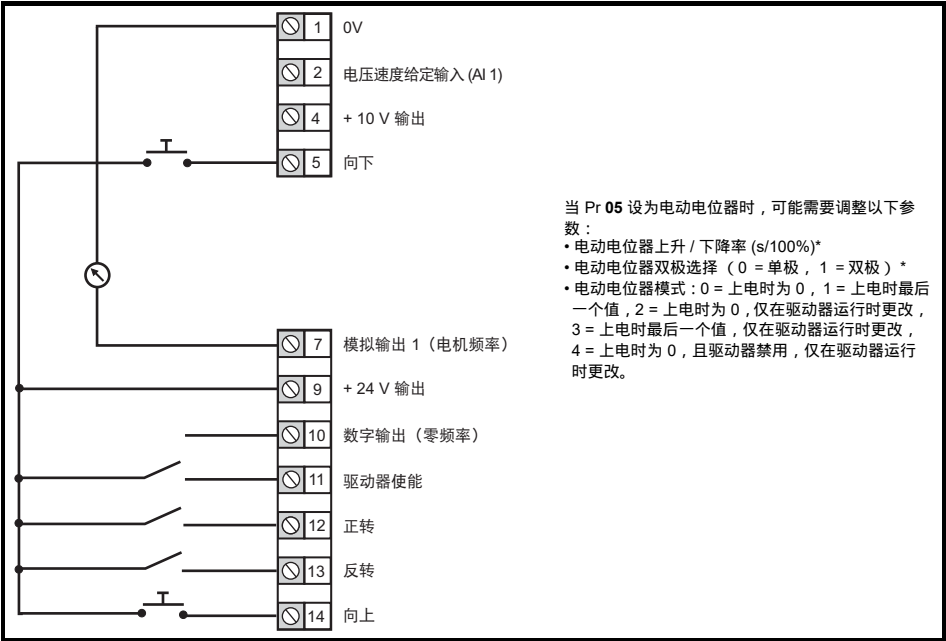 1 0V
2 电压速度给定输入 (AI 1)
4 + 10 V 输出
5 向下
7 模拟输出 1（电机频率）
9 + 24 V 输出
10 数字输出（零频率）
11 驱动器使能
12 正转
13 反转
14 向上
当 Pr 05 设为电动电位器时，可能需要调整以下参
数：
• 电动电位器上升 / 下降率 (s/100%)*
• 电动电位器双极选择 （0 = 单极，1 = 双极） *
• 电动电位器模式：0 = 上电时为 0，1 = 上电时最后
一个值，2 = 上电时为 0，仅在驱动器运行时更改，
3 = 上电时最后一个值，仅在驱动器运行时更改，
4 = 上电时为 0，且驱动器禁用，仅在驱动器运行
时更改。